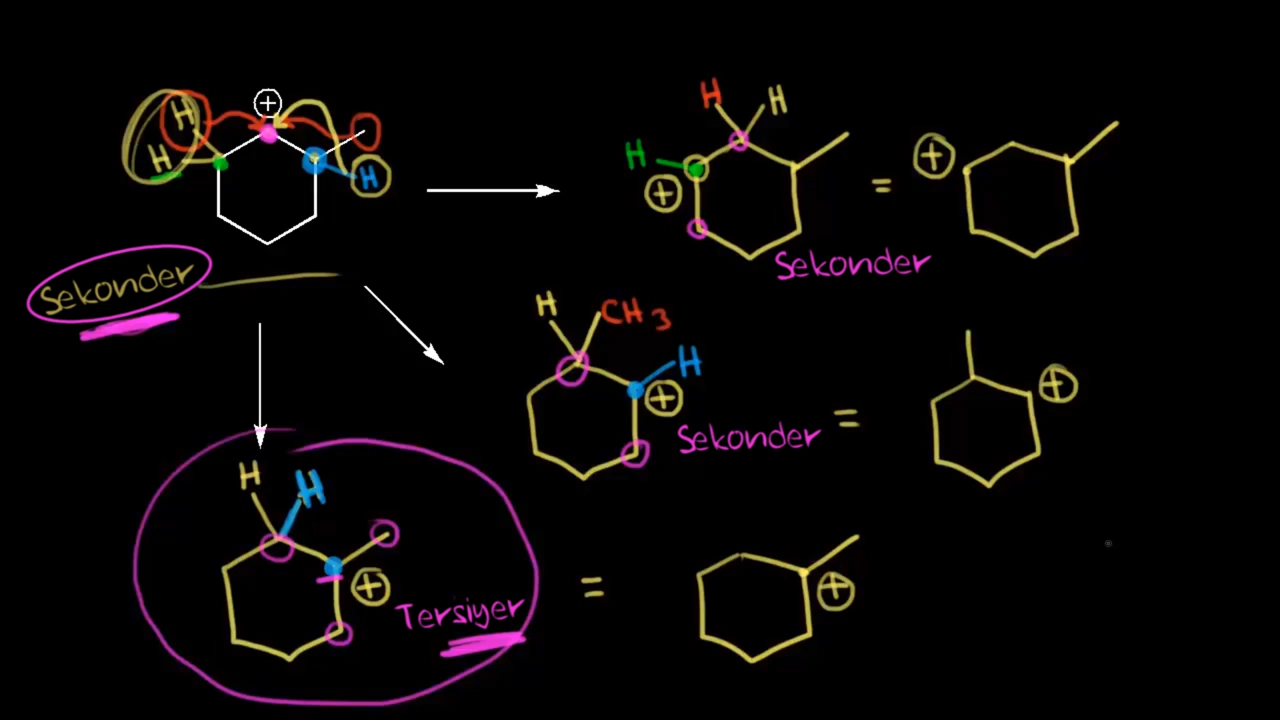 +
H
H
H
Sekonder
H
H
H
+
Sekonder
=
+
H
CH3
H
+
Sekonder
=
+
H
H
+
Tersiyer
=
+